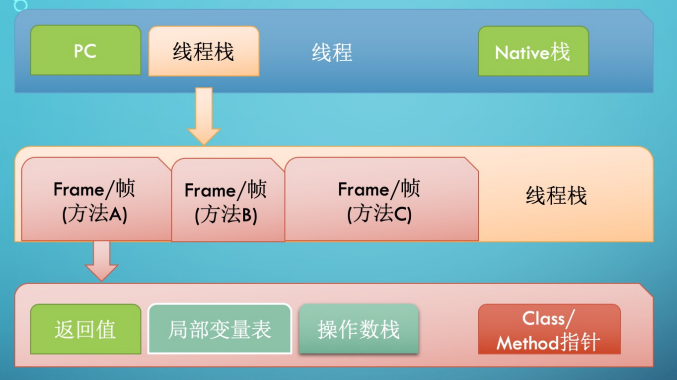 PC
线程栈
线程
Native栈
Frame/帧
(方法A)
Frame/帧
(方法B)
Frame/帧
(方法C)
线程栈
返回值
局部变量表
操作数栈
Class/
Method指针